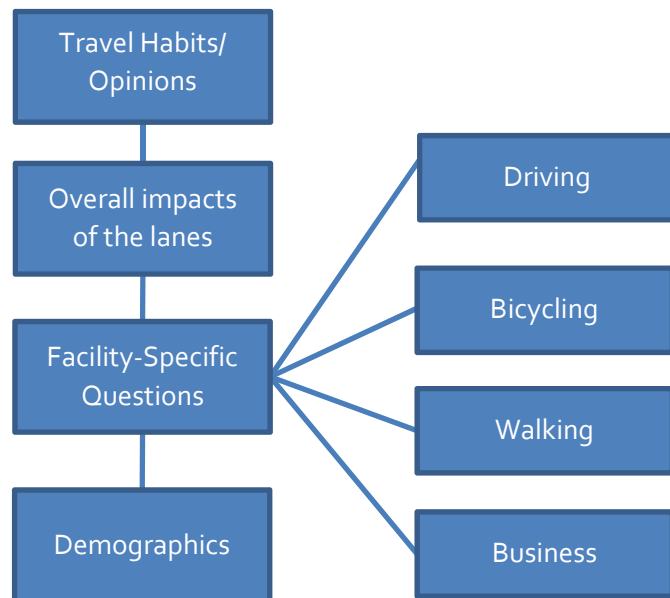 Travel Habits/
Opinions
Overall impacts
of the lanes
Facility-Specific
Questions
Demographics
Driving
Bicycling
Walking
Business